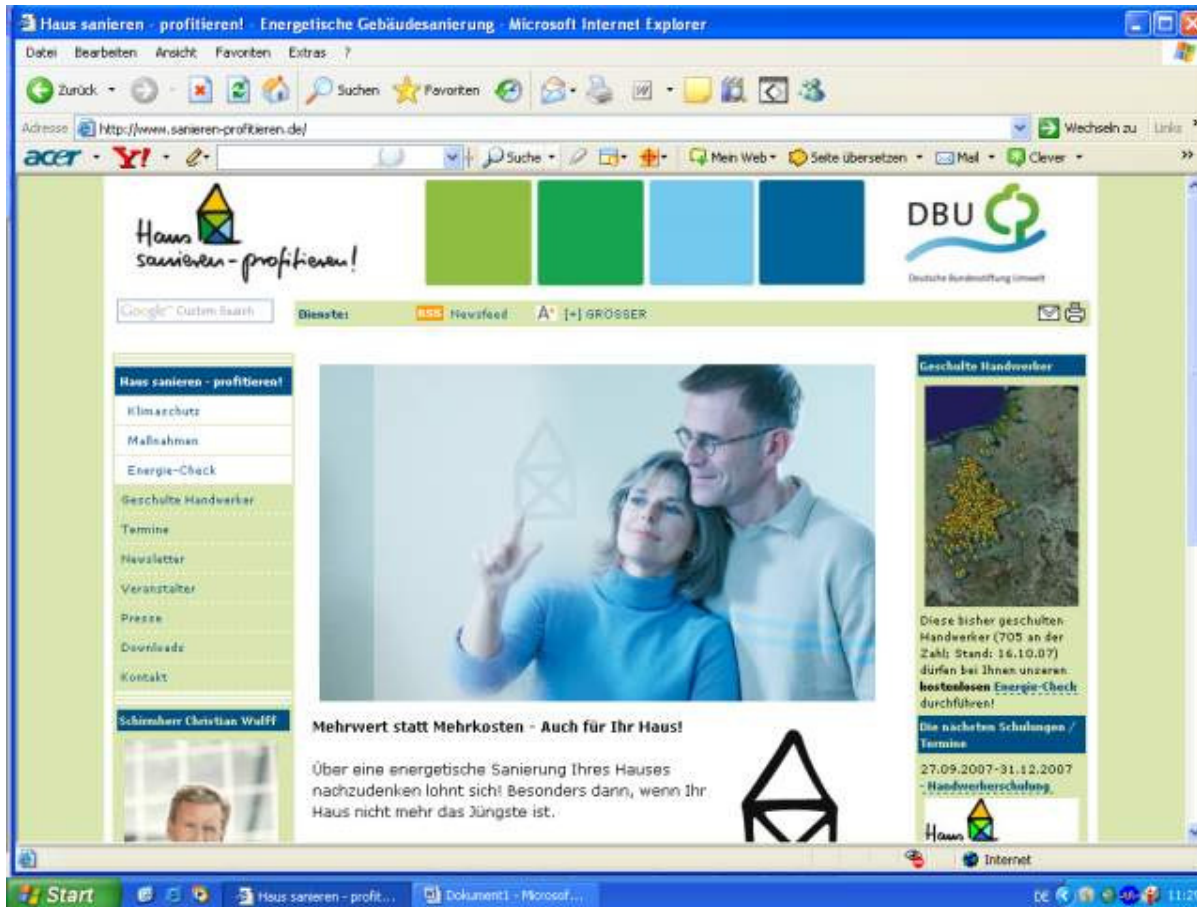 Haus sanieren - profitieren! - Energetische Gebäudesanierung - Microsoft Internet Explorer
Datei Bearbeiten Ansicht Favoriten Extras ?
Zurück Suchen Favoriten
Adresse http://www.sanieren-profitieren.de/ Wechseln zu Links
acer Y! Suche Mein Web Seite übersetzen Mail Clever
Haus
sanieren-profitieren!
DBU
Deutsche Bundesstiftung Umwelt
Google™ Custom Search
Dienste: RSS Newsfeed A+ [+] GRÖSSER
Haus sanieren - profitieren!
Klimaschutz
Maßnahmen
Energie-Check
Geschulte Handwerker
Termine
Newsletter
Veranstalter
Presse
Downloads
Kontakt
Schirmherr Christian Wulff
Mehrwert statt Mehrkosten - Auch für Ihr Haus!
Über eine energetische Sanierung Ihres Hauses
nachzudenken lohnt sich! Besonders dann, wenn Ihr
Haus nicht mehr das Jüngste ist.
Geschulte Handwerker
Diese bisher geschulten
Handwerker (705 an der
Zahl; Stand: 16.10.07)
dürfen bei Ihnen unseren
kostenlosen Energie-Check
durchführen!
Die nächsten Schulungen /
Termine
27.09.2007-31.12.2007
- Handwerkerschulung
Haus
Internet
Start Haus sanieren - profit... Dokument1 - Microsof... DE 11:29